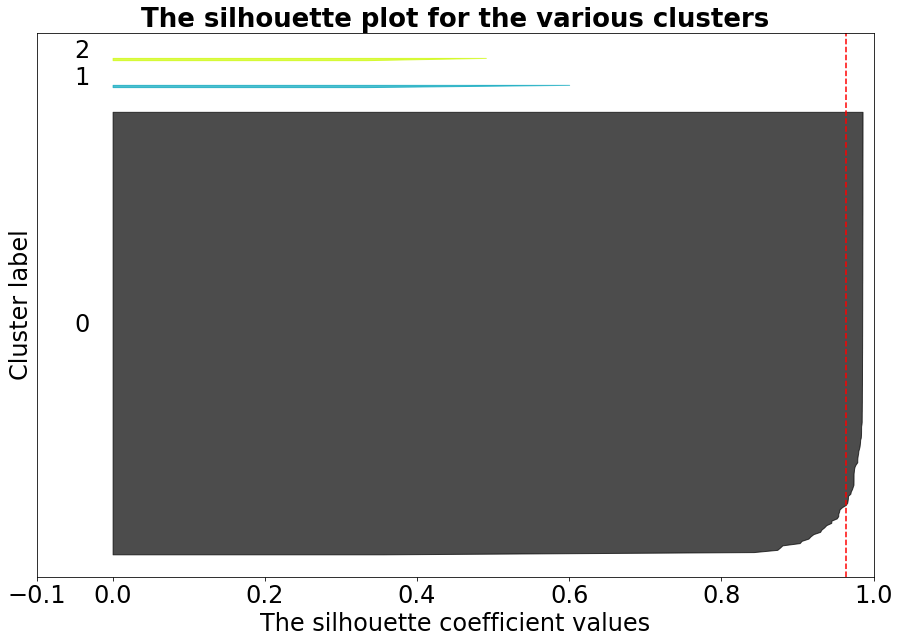 The silhouette plot for the various clusters
2
1
0
Cluster label
−0.1 0.0 0.2 0.4 0.6 0.8 1.0
The silhouette coefficient values